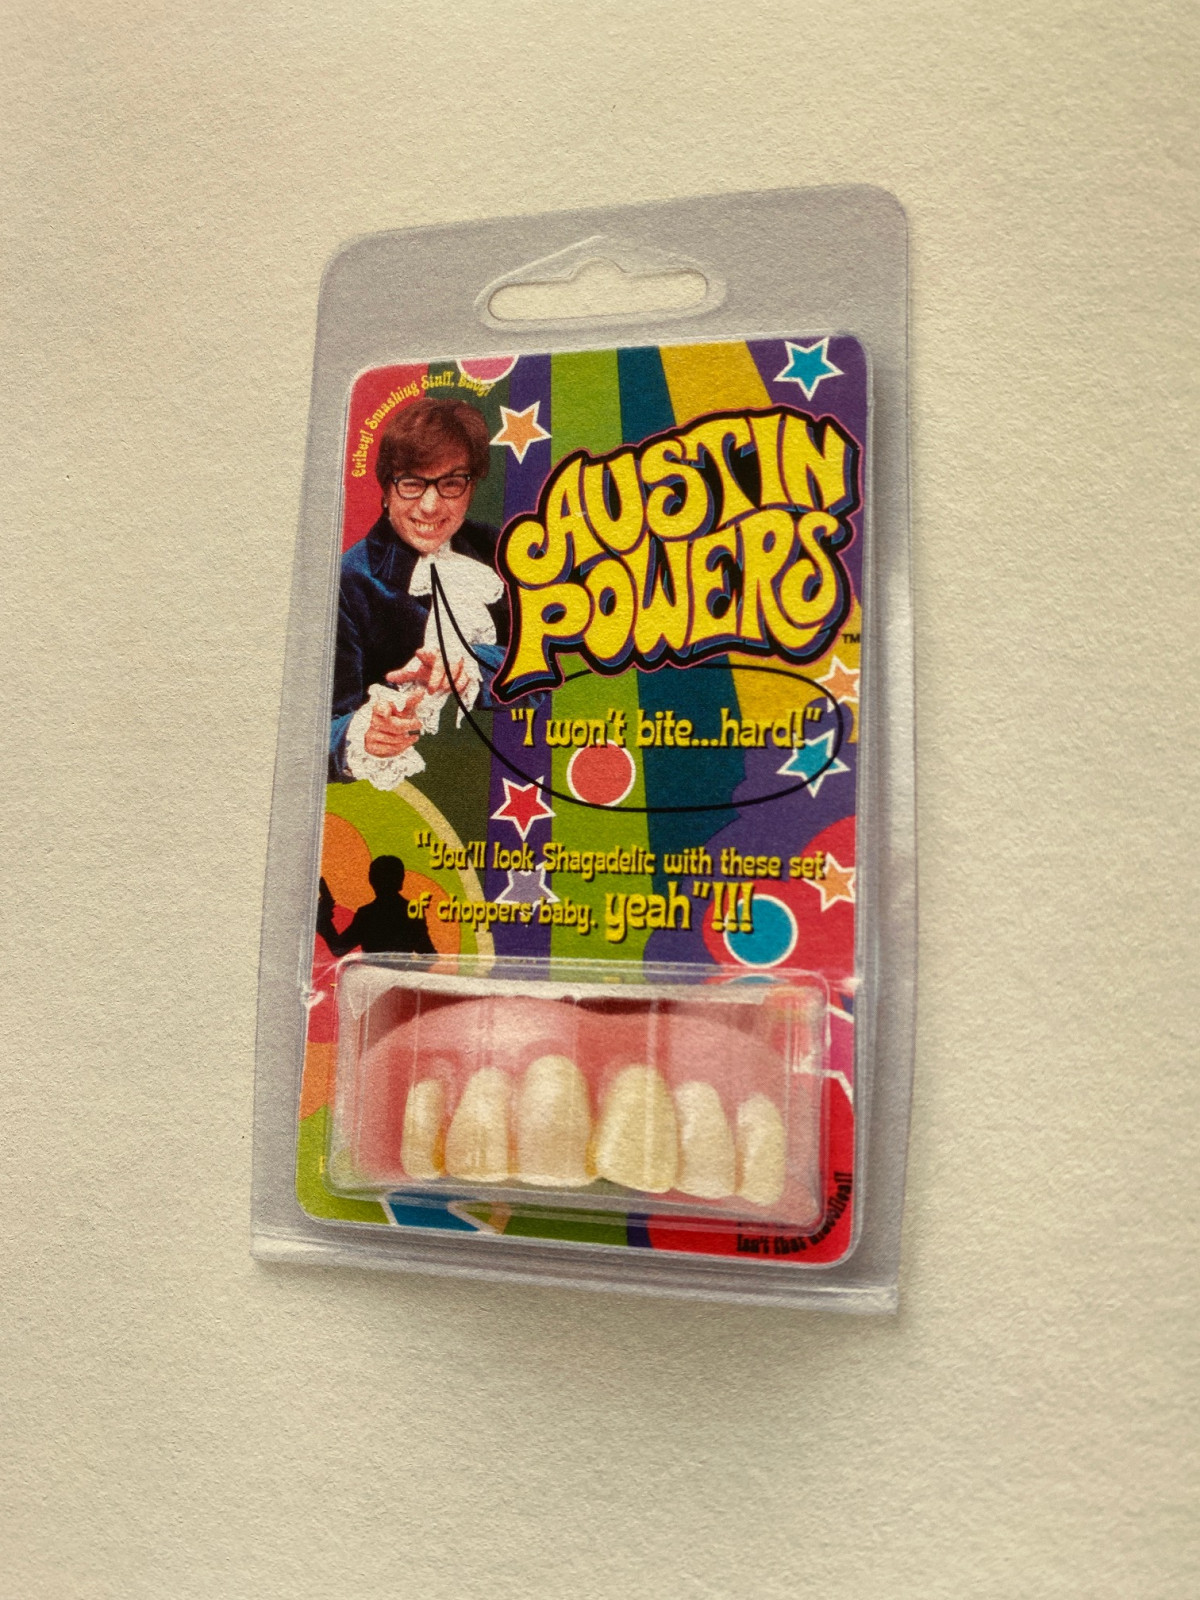 Crikey! Smashing Stuff, Baby!
AUSTIN
POWERS
TM
"I won't bite...hard!"
"You'll look Shagadelic with these set
of choppers baby, yeah"!!!
Isn't that